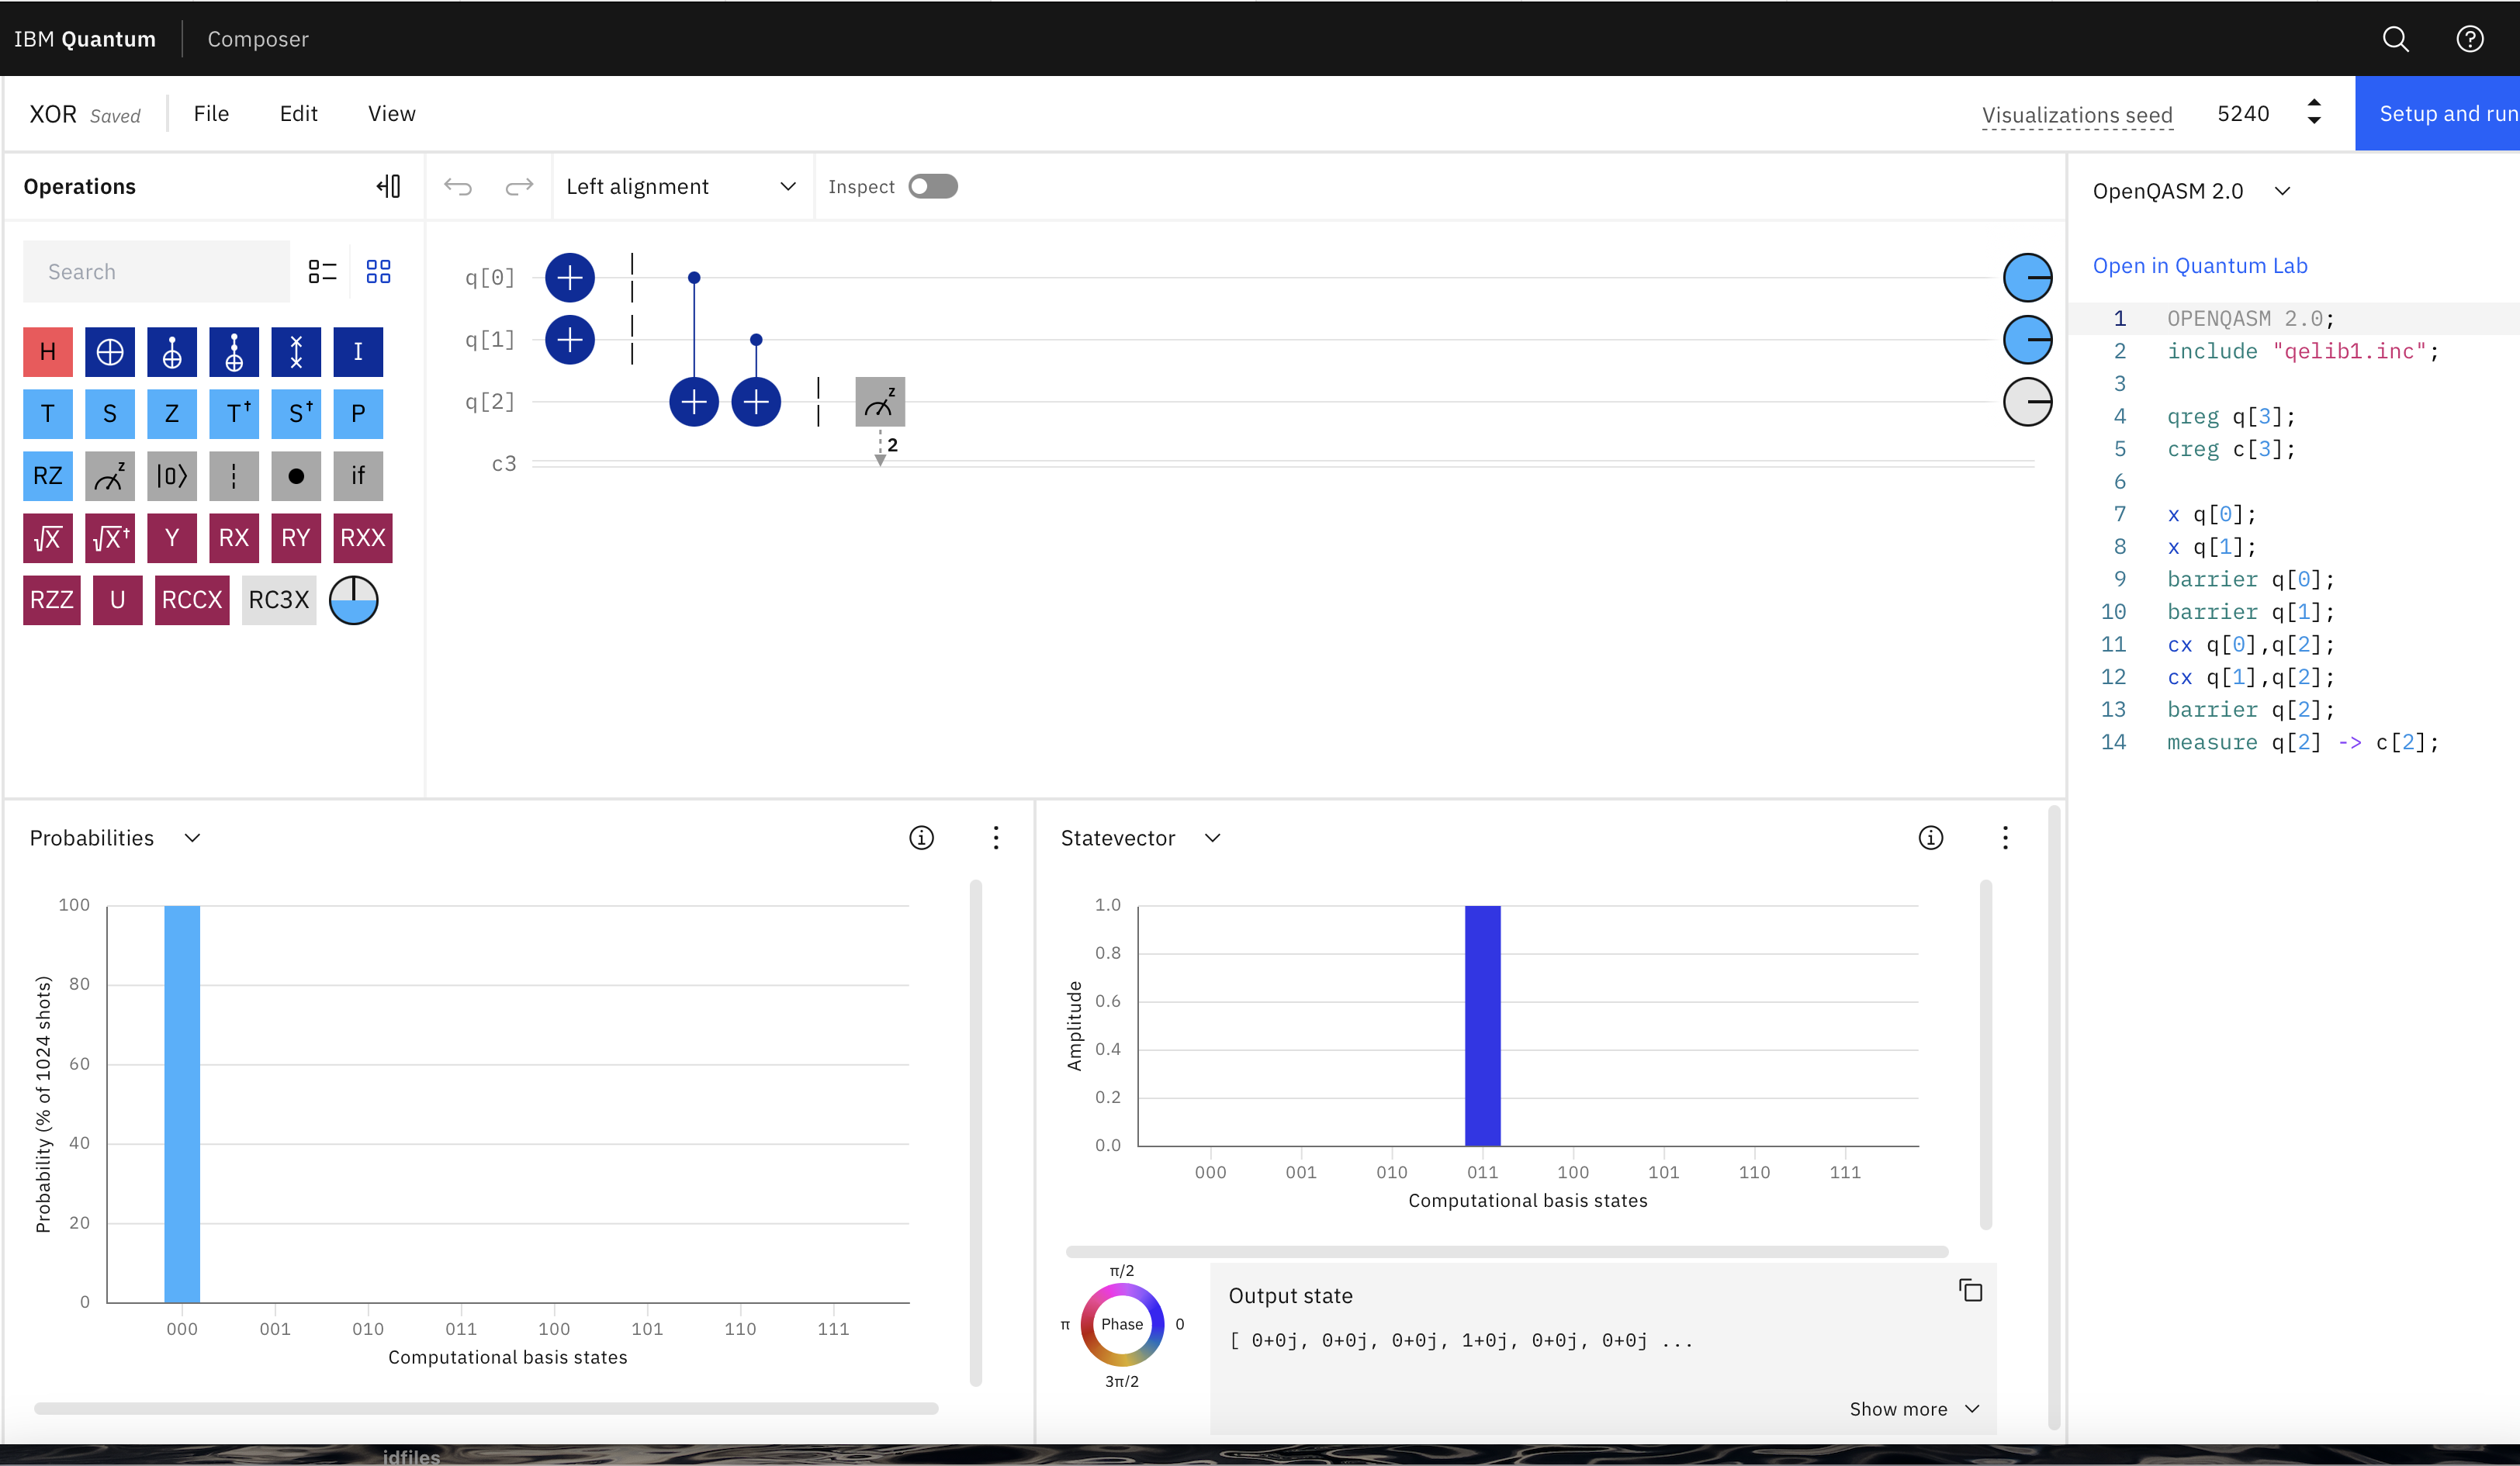 IBM Quantum Composer
XOR Saved File Edit View Visualizations seed 5240 Setup and run
Operations Left alignment Inspect
Search
H I
T S Z T† S† P
RZ z |0⟩ if
√X √X† Y RX RY RXX
RZZ U RCCX RC3X
q[0]
q[1]
q[2] z
2
c3
OpenQASM 2.0
Open in Quantum Lab
1 OPENQASM 2.0;
2 include "qelib1.inc";
3
4 qreg q[3];
5 creg c[3];
6
7 x q[0];
8 x q[1];
9 barrier q[0];
10 barrier q[1];
11 cx q[0],q[2];
12 cx q[1],q[2];
13 barrier q[2];
14 measure q[2] -> c[2];
Probabilities
Probability (% of 1024 shots)
100
80
60
40
20
0
000 001 010 011 100 101 110 111
Computational basis states
Statevector
Amplitude
1.0
0.8
0.6
0.4
0.2
0.0
000 001 010 011 100 101 110 111
Computational basis states
π/2
π Phase 0
3π/2
Output state
[ 0+0j, 0+0j, 0+0j, 1+0j, 0+0j, 0+0j ...
Show more
idfiles